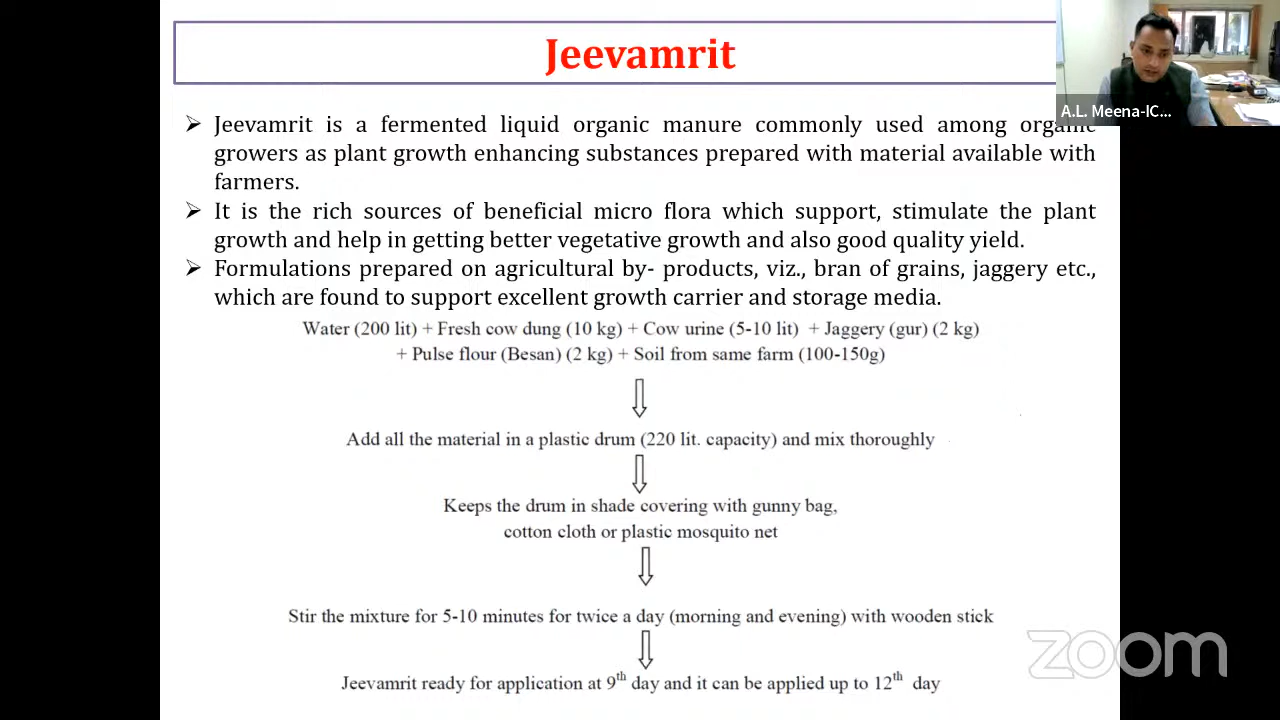 Jeevamrit
A.L. Meena-IC...
➢ Jeevamrit is a fermented liquid organic manure commonly used among organic
growers as plant growth enhancing substances prepared with material available with
farmers.
➢ It is the rich sources of beneficial micro flora which support, stimulate the plant
growth and help in getting better vegetative growth and also good quality yield.
➢ Formulations prepared on agricultural by- products, viz., bran of grains, jaggery etc.,
which are found to support excellent growth carrier and storage media.
Water (200 lit) + Fresh cow dung (10 kg) + Cow urine (5-10 lit) + Jaggery (gur) (2 kg)
+ Pulse flour (Besan) (2 kg) + Soil from same farm (100-150g)
Add all the material in a plastic drum (220 lit. capacity) and mix thoroughly
Keeps the drum in shade covering with gunny bag,
cotton cloth or plastic mosquito net
Stir the mixture for 5-10 minutes for twice a day (morning and evening) with wooden stick
Jeevamrit ready for application at 9th day and it can be applied up to 12th day
zoom